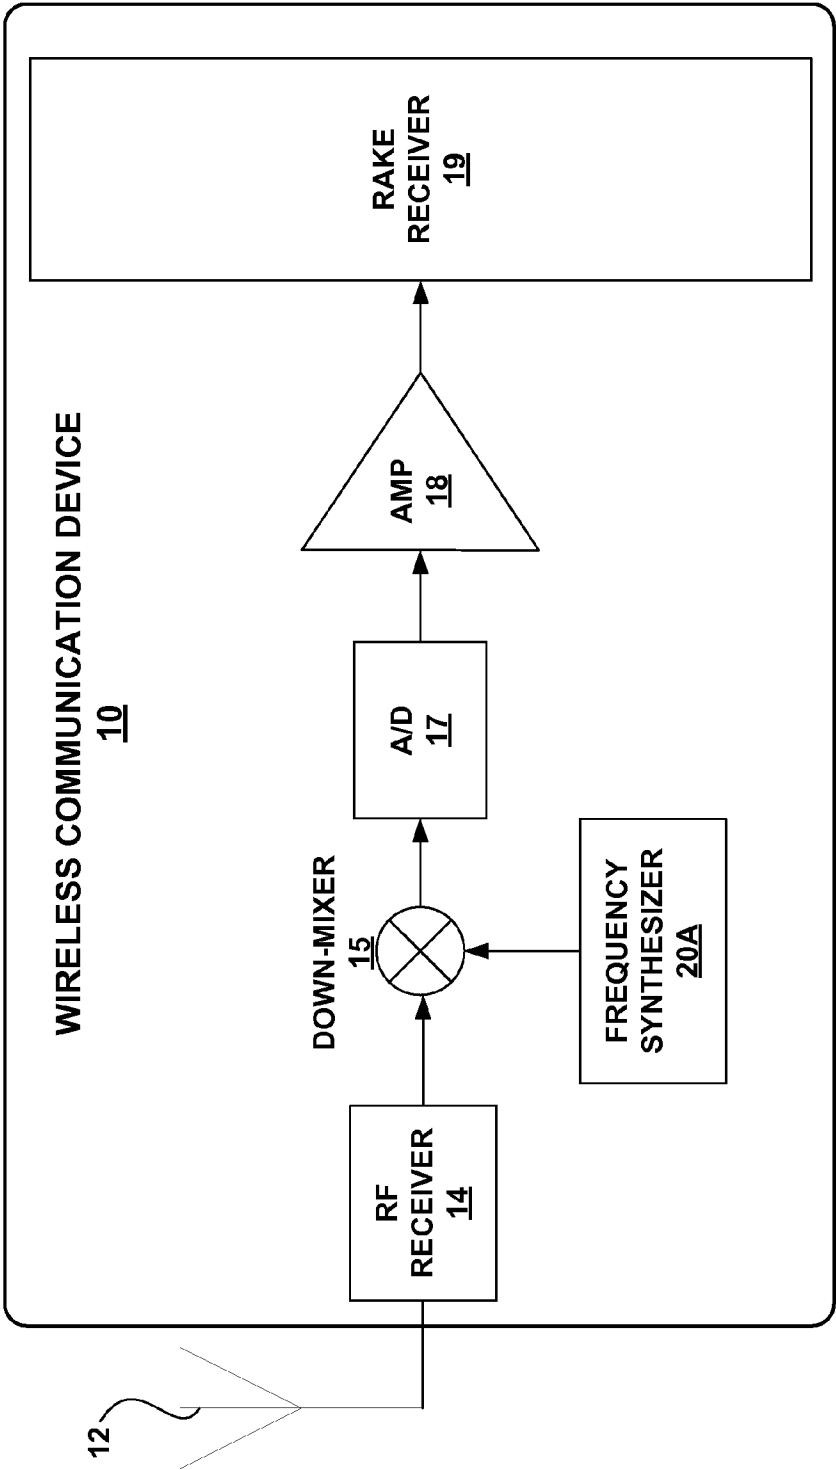 WIRELESS COMMUNICATION DEVICE
10
12
RF
RECEIVER
14
DOWN-MIXER
15
FREQUENCY
SYNTHESIZER
20A
A/D
17
AMP
18
RAKE
RECEIVER
19